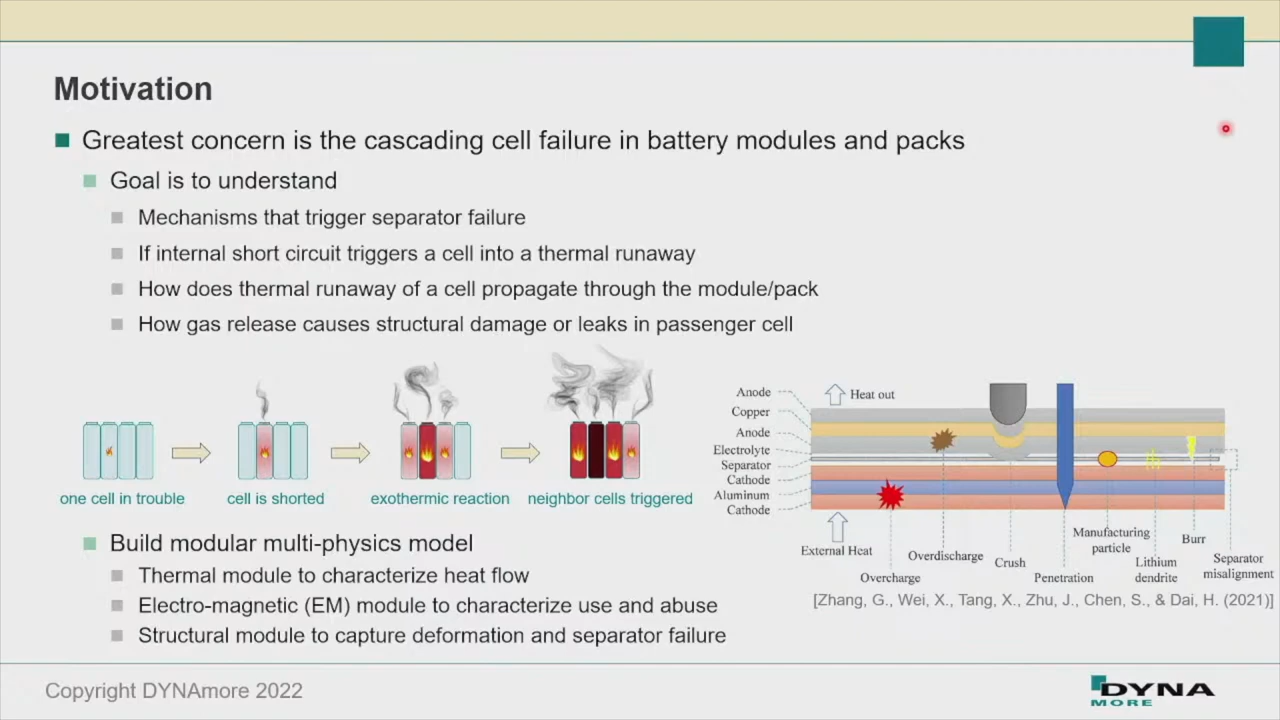 Motivation
Greatest concern is the cascading cell failure in battery modules and packs
Goal is to understand
Mechanisms that trigger separator failure
If internal short circuit triggers a cell into a thermal runaway
How does thermal runaway of a cell propagate through the module/pack
How gas release causes structural damage or leaks in passenger cell
one cell in trouble
cell is shorted
exothermic reaction
neighbor cells triggered
Anode
Copper
Anode
Electrolyte
Separator
Cathode
Aluminum
Cathode
Heat out
External Heat
Overcharge
Overdischarge
Crush
Penetration
Manufacturing
particle
Lithium
dendrite
Burr
Separator
misalignment
[Zhang, G., Wei, X., Tang, X., Zhu, J., Chen, S., & Dai, H. (2021)]
Build modular multi-physics model
Thermal module to characterize heat flow
Electro-magnetic (EM) module to characterize use and abuse
Structural module to capture deformation and separator failure
Copyright DYNAmore 2022
DYNA
MORE